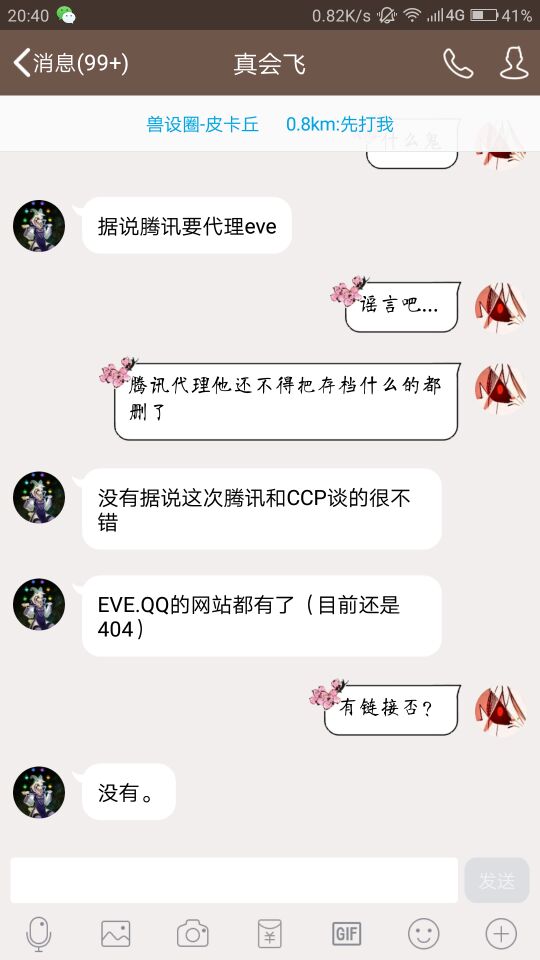 20:40
0.82K/s
4G
41%
消息(99+)
真会飞
兽设圈-皮卡丘
0.8km:先打我
什么鬼
据说腾讯要代理eve
谣言吧...
腾讯代理他还不得把存档什么的都
删了
没有据说这次腾讯和CCP谈的很不
错
EVE.QQ的网站都有了（目前还是
404）
有链接否?
没有。
发送
GIF